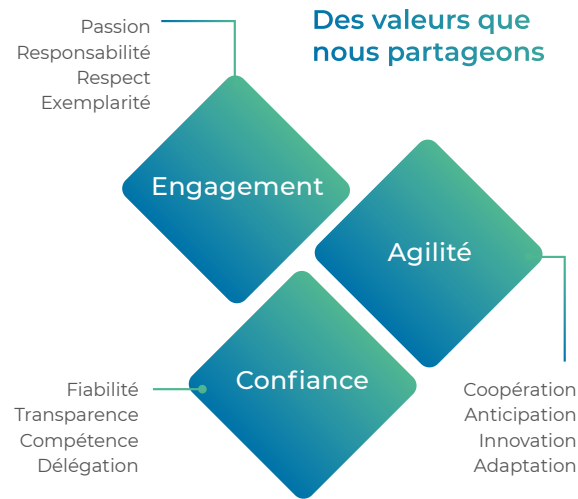 Des valeurs que
nous partageons
Passion
Responsabilité
Respect
Exemplarité
Engagement
Agilité
Coopération
Anticipation
Innovation
Adaptation
Confiance
Fiabilité
Transparence
Compétence
Délégation